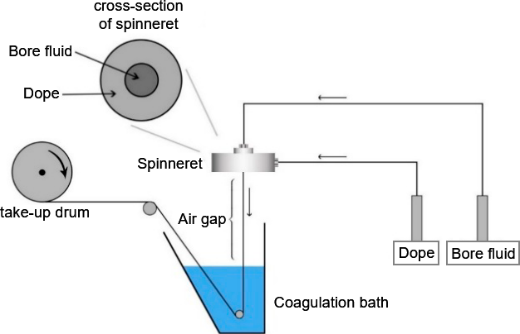 cross-section
of spinneret
Bore fluid
Dope
Spinneret
take-up drum
Air gap
Dope
Bore fluid
Coagulation bath